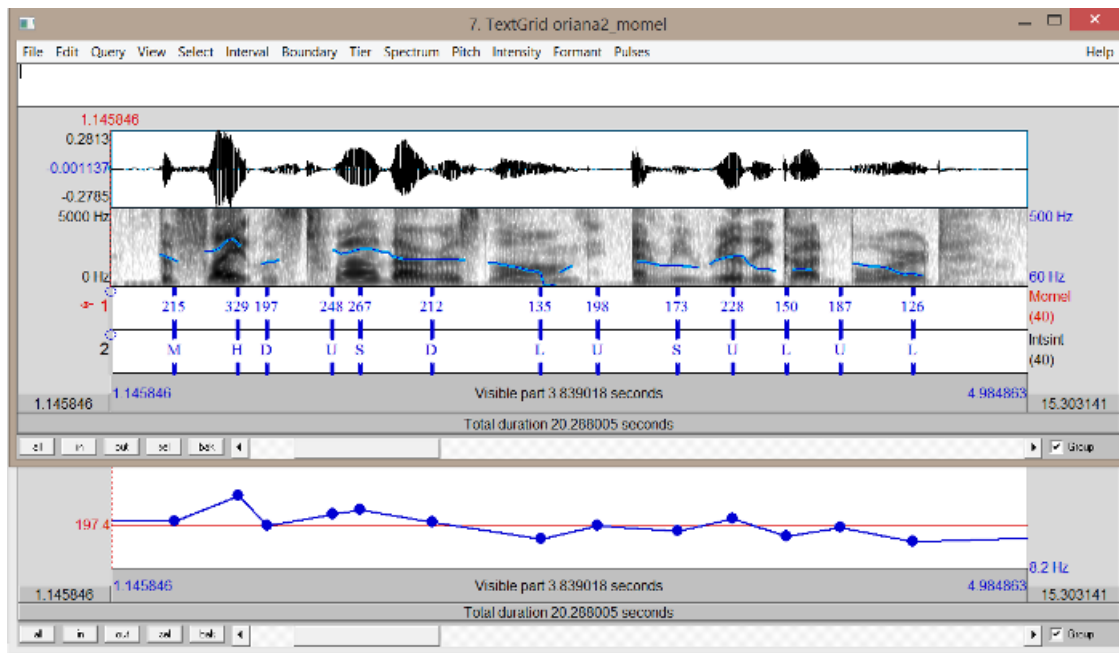 7. TextGrid oriana2_momel
File Edit Query View Select Interval Boundary Tier Spectrum Pitch Intensity Formant Pulses Help
1.145846
0.2813
-0.001137
-0.2785
5000 Hz 500 Hz
0 Hz 60 Hz
1 215 329 197 248 267 212 135 198 173 228 150 187 126 Momel
(40)
2 M H D U S D L U S U L U L Intsint
(40)
1.145846 Visible part 3.839018 seconds 4.984863
1.145846 15.303141
Total duration 20.288005 seconds
all in out sel bak Group
197.4
8.2 Hz
1.145846 Visible part 3.839018 seconds 4.984863
1.145846 15.303141
Total duration 20.288005 seconds
all in out sel bak Group